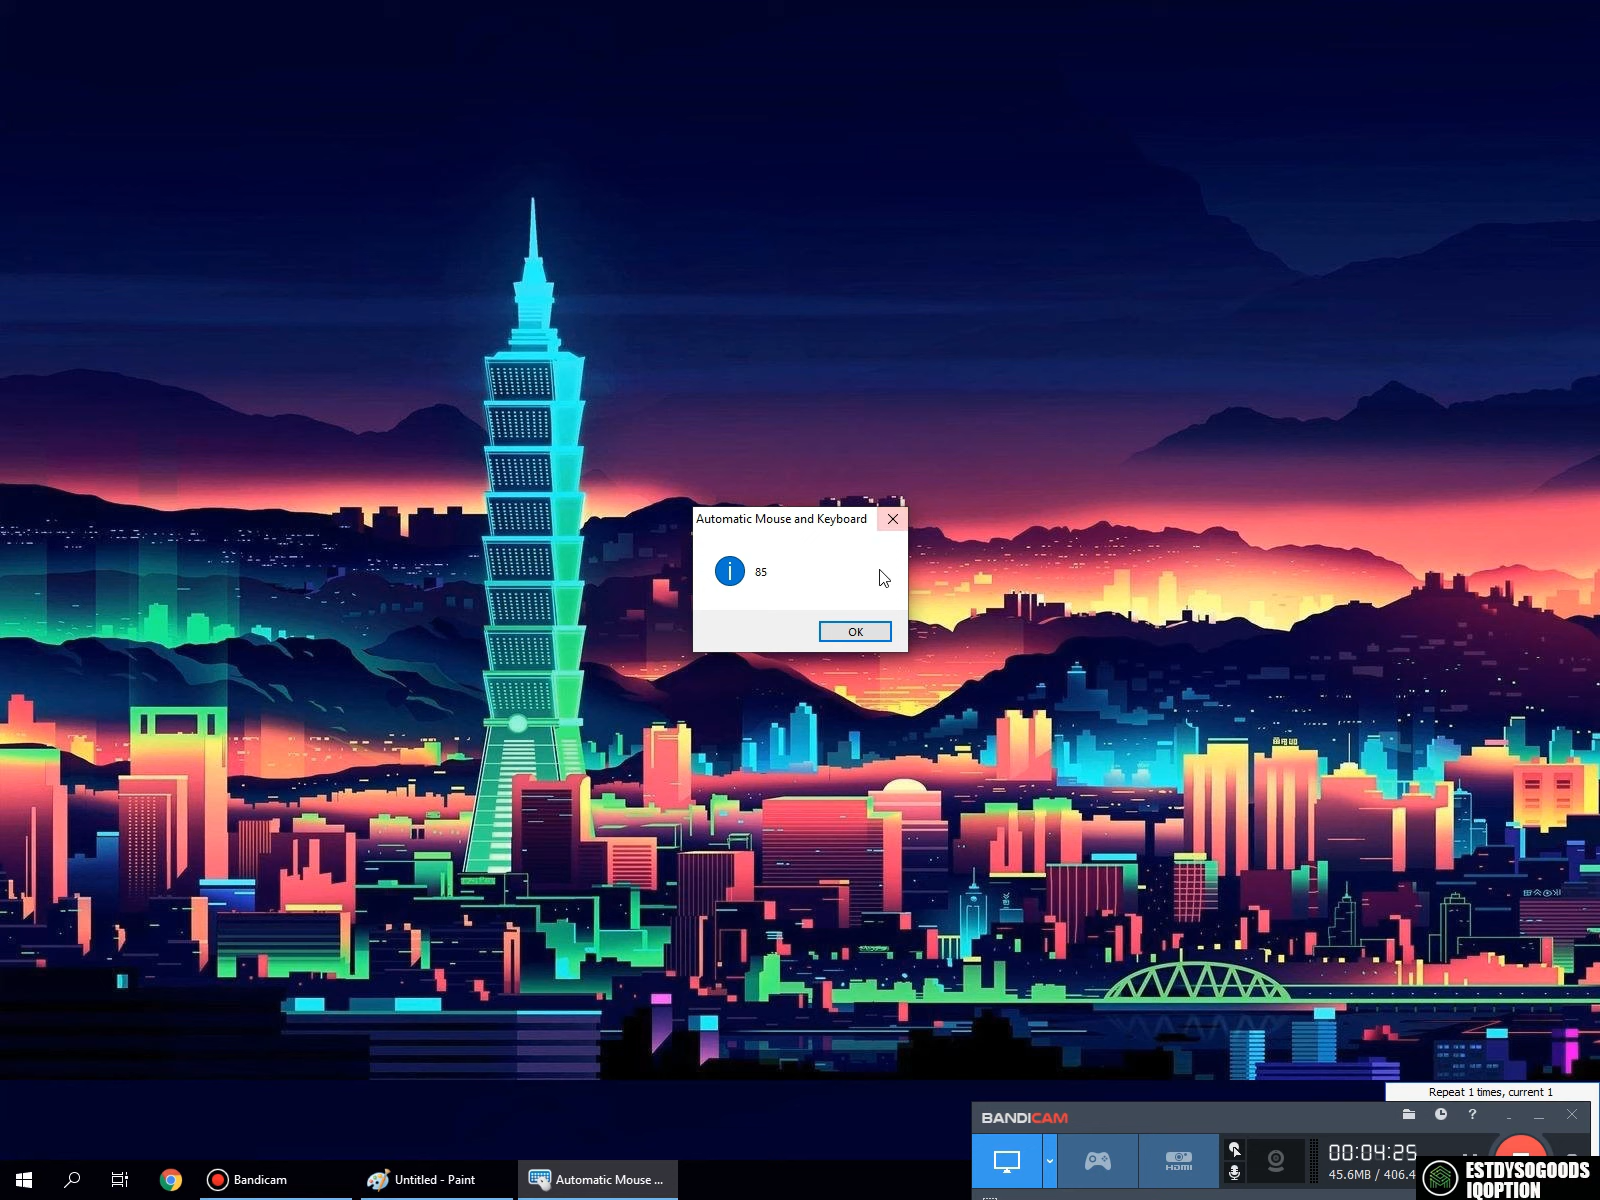 Automatic Mouse and Keyboard
85
OK
Repeat 1 times, current 1
BANDICAM
?
HDMI
00:04:25
45.6MB / 406.4
Bandicam
Untitled - Paint
Automatic Mouse ...
ESTDYSOGOODS
IQOPTION